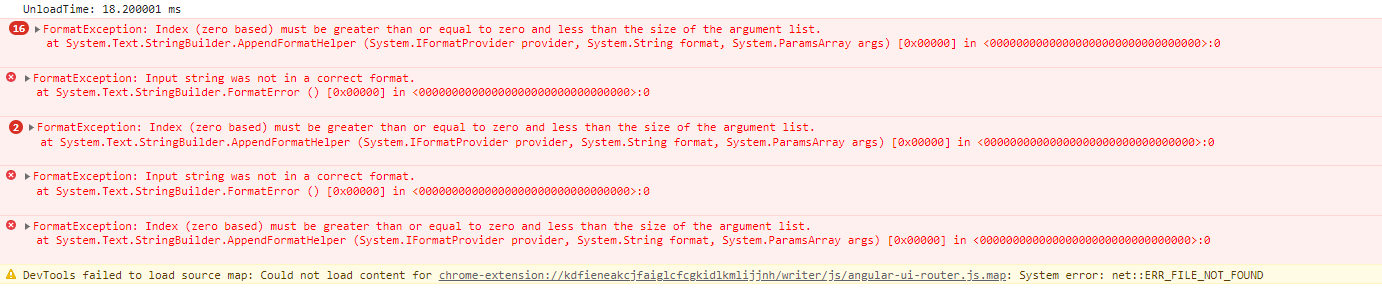 UnloadTime: 18.200001 ms
16 FormatException: Index (zero based) must be greater than or equal to zero and less than the size of the argument list.
at System.Text.StringBuilder.AppendFormatHelper (System.IFormatProvider provider, System.String format, System.ParamsArray args) [0x00000] in <00000000000000000000000000000000>:0
FormatException: Input string was not in a correct format.
at System.Text.StringBuilder.FormatError () [0x00000] in <00000000000000000000000000000000>:0
2 FormatException: Index (zero based) must be greater than or equal to zero and less than the size of the argument list.
at System.Text.StringBuilder.AppendFormatHelper (System.IFormatProvider provider, System.String format, System.ParamsArray args) [0x00000] in <00000000000000000000000000000000>:0
FormatException: Input string was not in a correct format.
at System.Text.StringBuilder.FormatError () [0x00000] in <00000000000000000000000000000000>:0
FormatException: Index (zero based) must be greater than or equal to zero and less than the size of the argument list.
at System.Text.StringBuilder.AppendFormatHelper (System.IFormatProvider provider, System.String format, System.ParamsArray args) [0x00000] in <00000000000000000000000000000000>:0
DevTools failed to load source map: Could not load content for chrome-extension://kdfieneakcjfaiglcfcgkidlkmlijjnh/writer/js/angular-ui-router.js.map: System error: net::ERR_FILE_NOT_FOUND